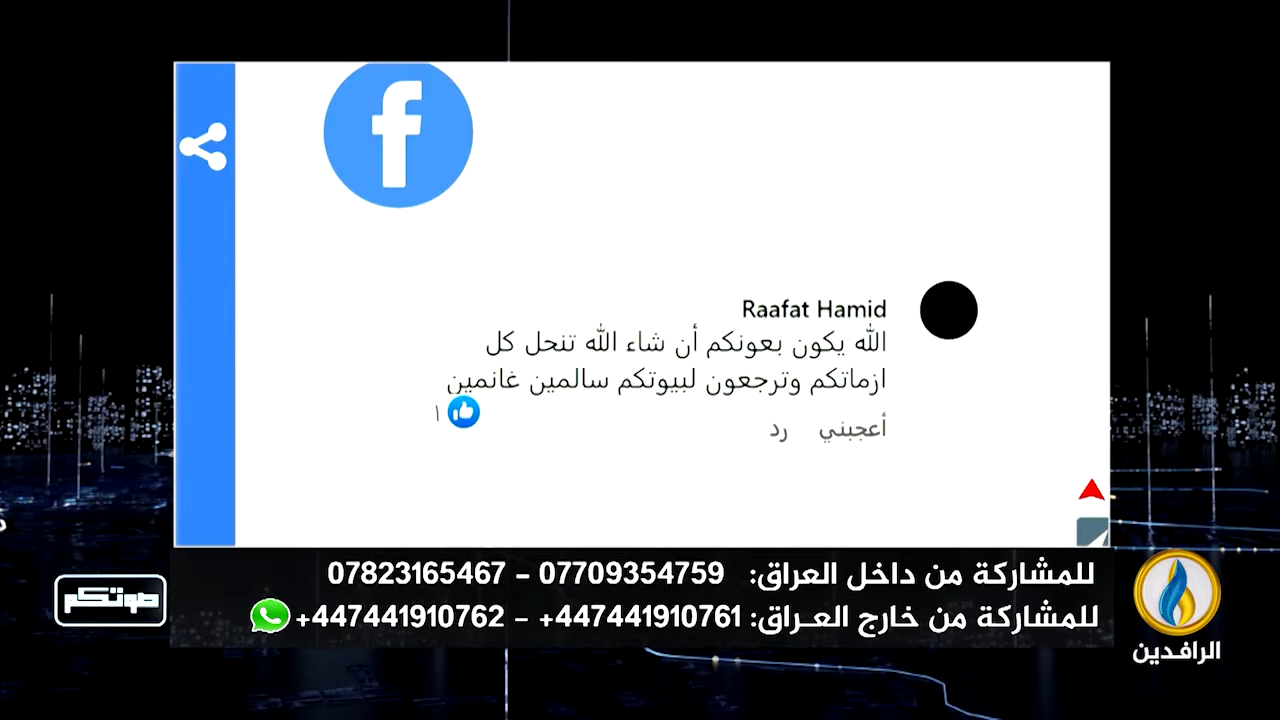 Raafat Hamid
الله يكون بعونكم أن شاء الله تنحل كل
ازماتكم وترجعون لبيوتكم سالمين غانمين
١
أعجبني رد
للمشاركة من داخل العراق: 07709354759 - 07823165467
للمشاركة من خارج العـراق: 447441910761+ - 447441910762+
صوتكم
الرافدين